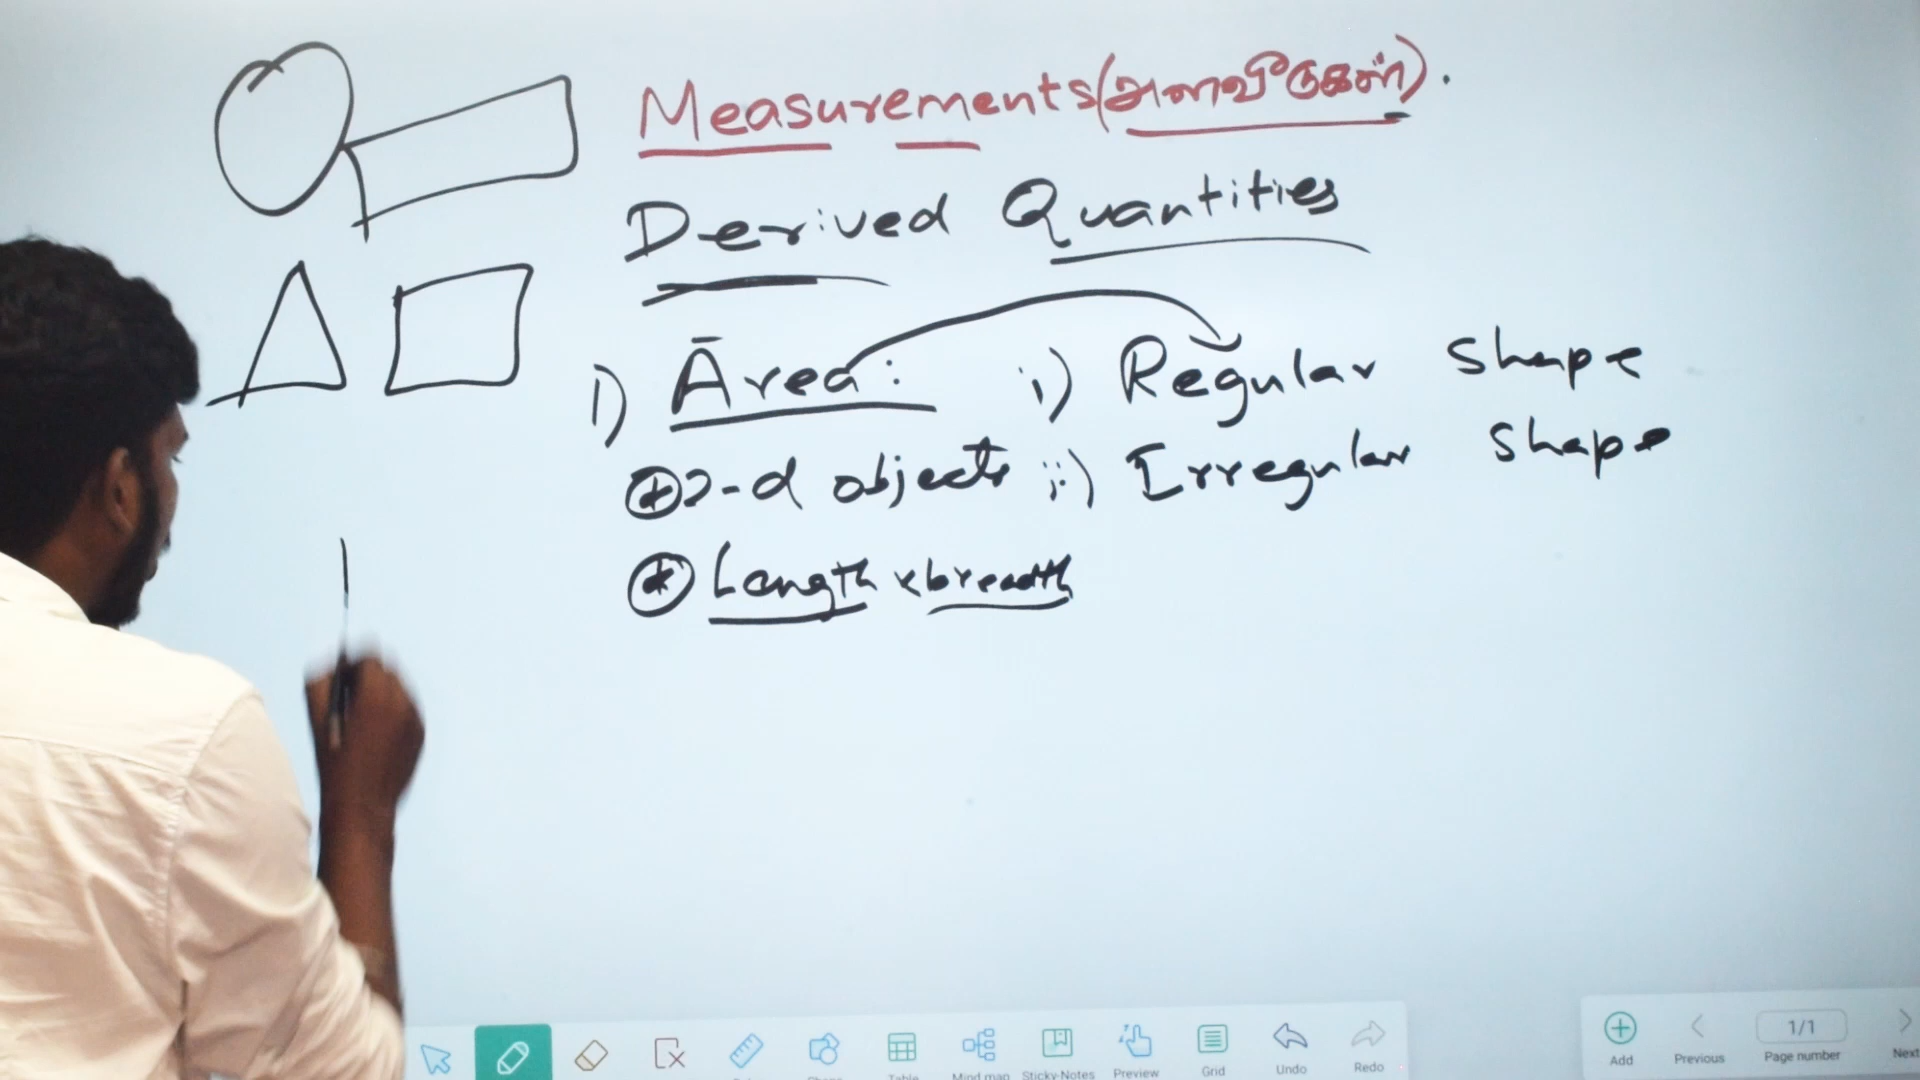 Measurements (அளவீடுகள்).
Derived Quantities
1) Area: i) Regular shape
2-d objects ii) Irregular shape
Length x breadth
Table Mind map Sticky-Notes Preview Grid Undo Redo
Add Previous 1/1 Page number Next